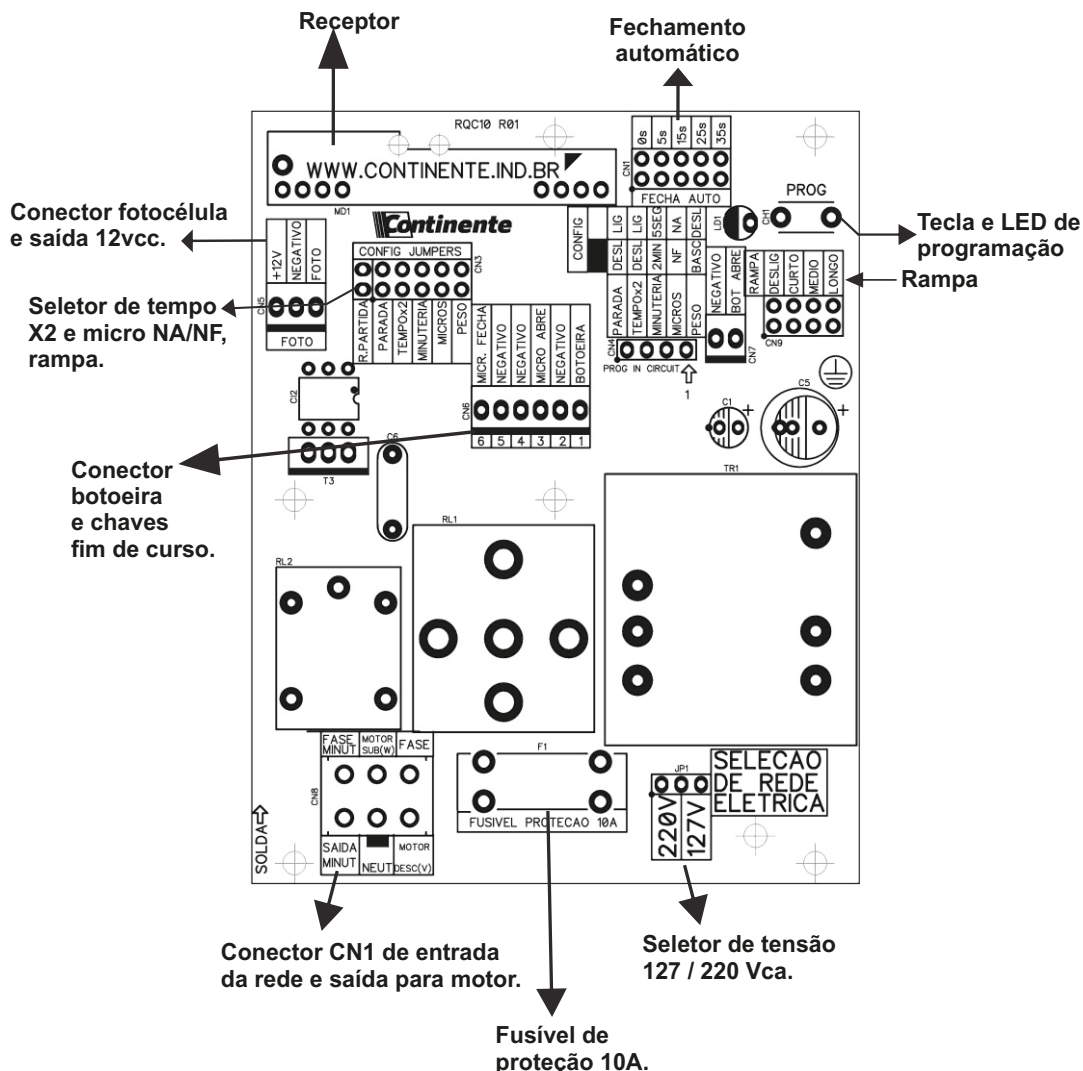 Receptor
Fechamento
automático
RQC10 R01
WWW.CONTINENTE.IND.BR
MD1
Continente
0s
5s
15s
25s
35s
CN1
FECHA AUTO
PROG
CH1
LD1
Tecla e LED de
programação
Rampa
Conector fotocélula
e saída 12vcc.
+12V
NEGATIVO
FOTO
CN5
FOTO
Seletor de tempo
X2 e micro NA/NF,
rampa.
CONFIG JUMPERS
CN3
R.PARTIDA
PARADA
TEMPOx2
MINUTERIA
MICROS
PESO
CONFIG
LIG
LIG
5SEG
NA
DESL
DESL
DESL
2MIN
NF
BASC
PARADA
TEMPOx2
MINUTERIA
MICROS
PESO
NEGATIVO
BOT ABRE
CN7
RAMPA
DESLIG
CURTO
MEDIO
LONGO
CN9
CN4
PROG IN CIRCUIT
1
MICR. FECHA
NEGATIVO
NEGATIVO
MICRO ABRE
NEGATIVO
BOTOEIRA
CN6
6 5 4 3 2 1
CI2
T3
C6
C1
+
C5
+
TR1
Conector
botoeira
e chaves
fim de curso.
RL1
RL2
FASE
MINUT
MOTOR
SUB(W)
FASE
CN8
SAIDA
MINUT
NEUT
MOTOR
DESC(V)
SOLDA
F1
FUSIVEL PROTECAO 10A
JP1
220V
127V
SELECAO
DE REDE
ELETRICA
Conector CN1 de entrada
da rede e saída para motor.
Seletor de tensão
127 / 220 Vca.
Fusível de
proteção 10A.